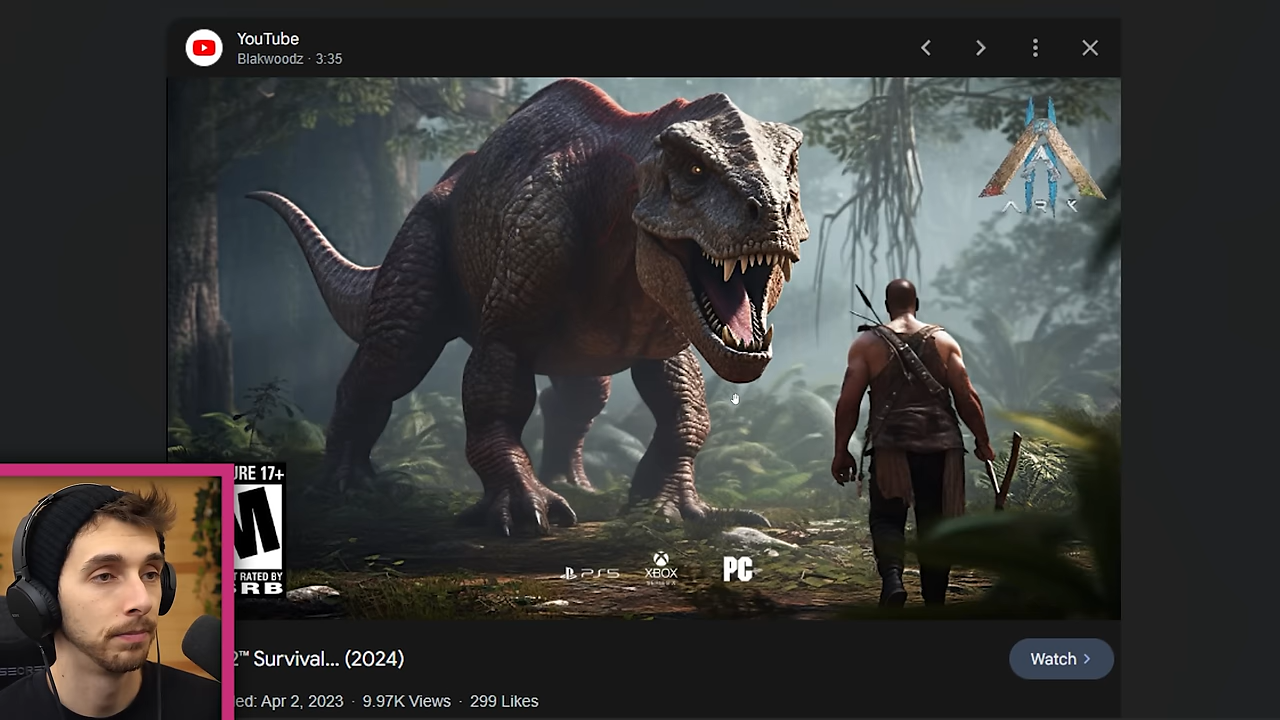 YouTube
Blakwoodz · 3:35
ARK
URE 17+
M
T RATED BY
SRB
PS5
XBOX
PC
2™ Survival... (2024)
Watch
ed: Apr 2, 2023 · 9.97K Views · 299 Likes